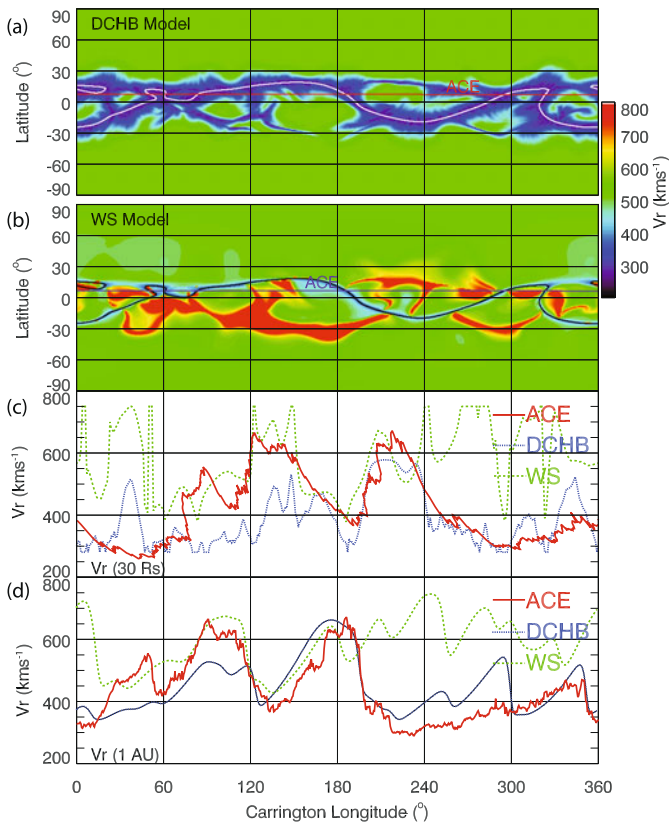 (a)
DCHB Model
ACE
90
60
30
0
-30
-60
-90
Latitude (°)
(b)
WS Model
ACE
90
60
30
0
-30
-60
-90
Latitude (°)
800
700
600
500
400
300
Vr (kms⁻¹)
(c)
800
600
400
200
Vr (kms⁻¹)
ACE
DCHB
WS
Vr (30 Rs)
(d)
800
600
400
200
Vr (kms⁻¹)
ACE
DCHB
WS
Vr (1 AU)
0 60 120 180 240 300 360
Carrington Longitude (°)